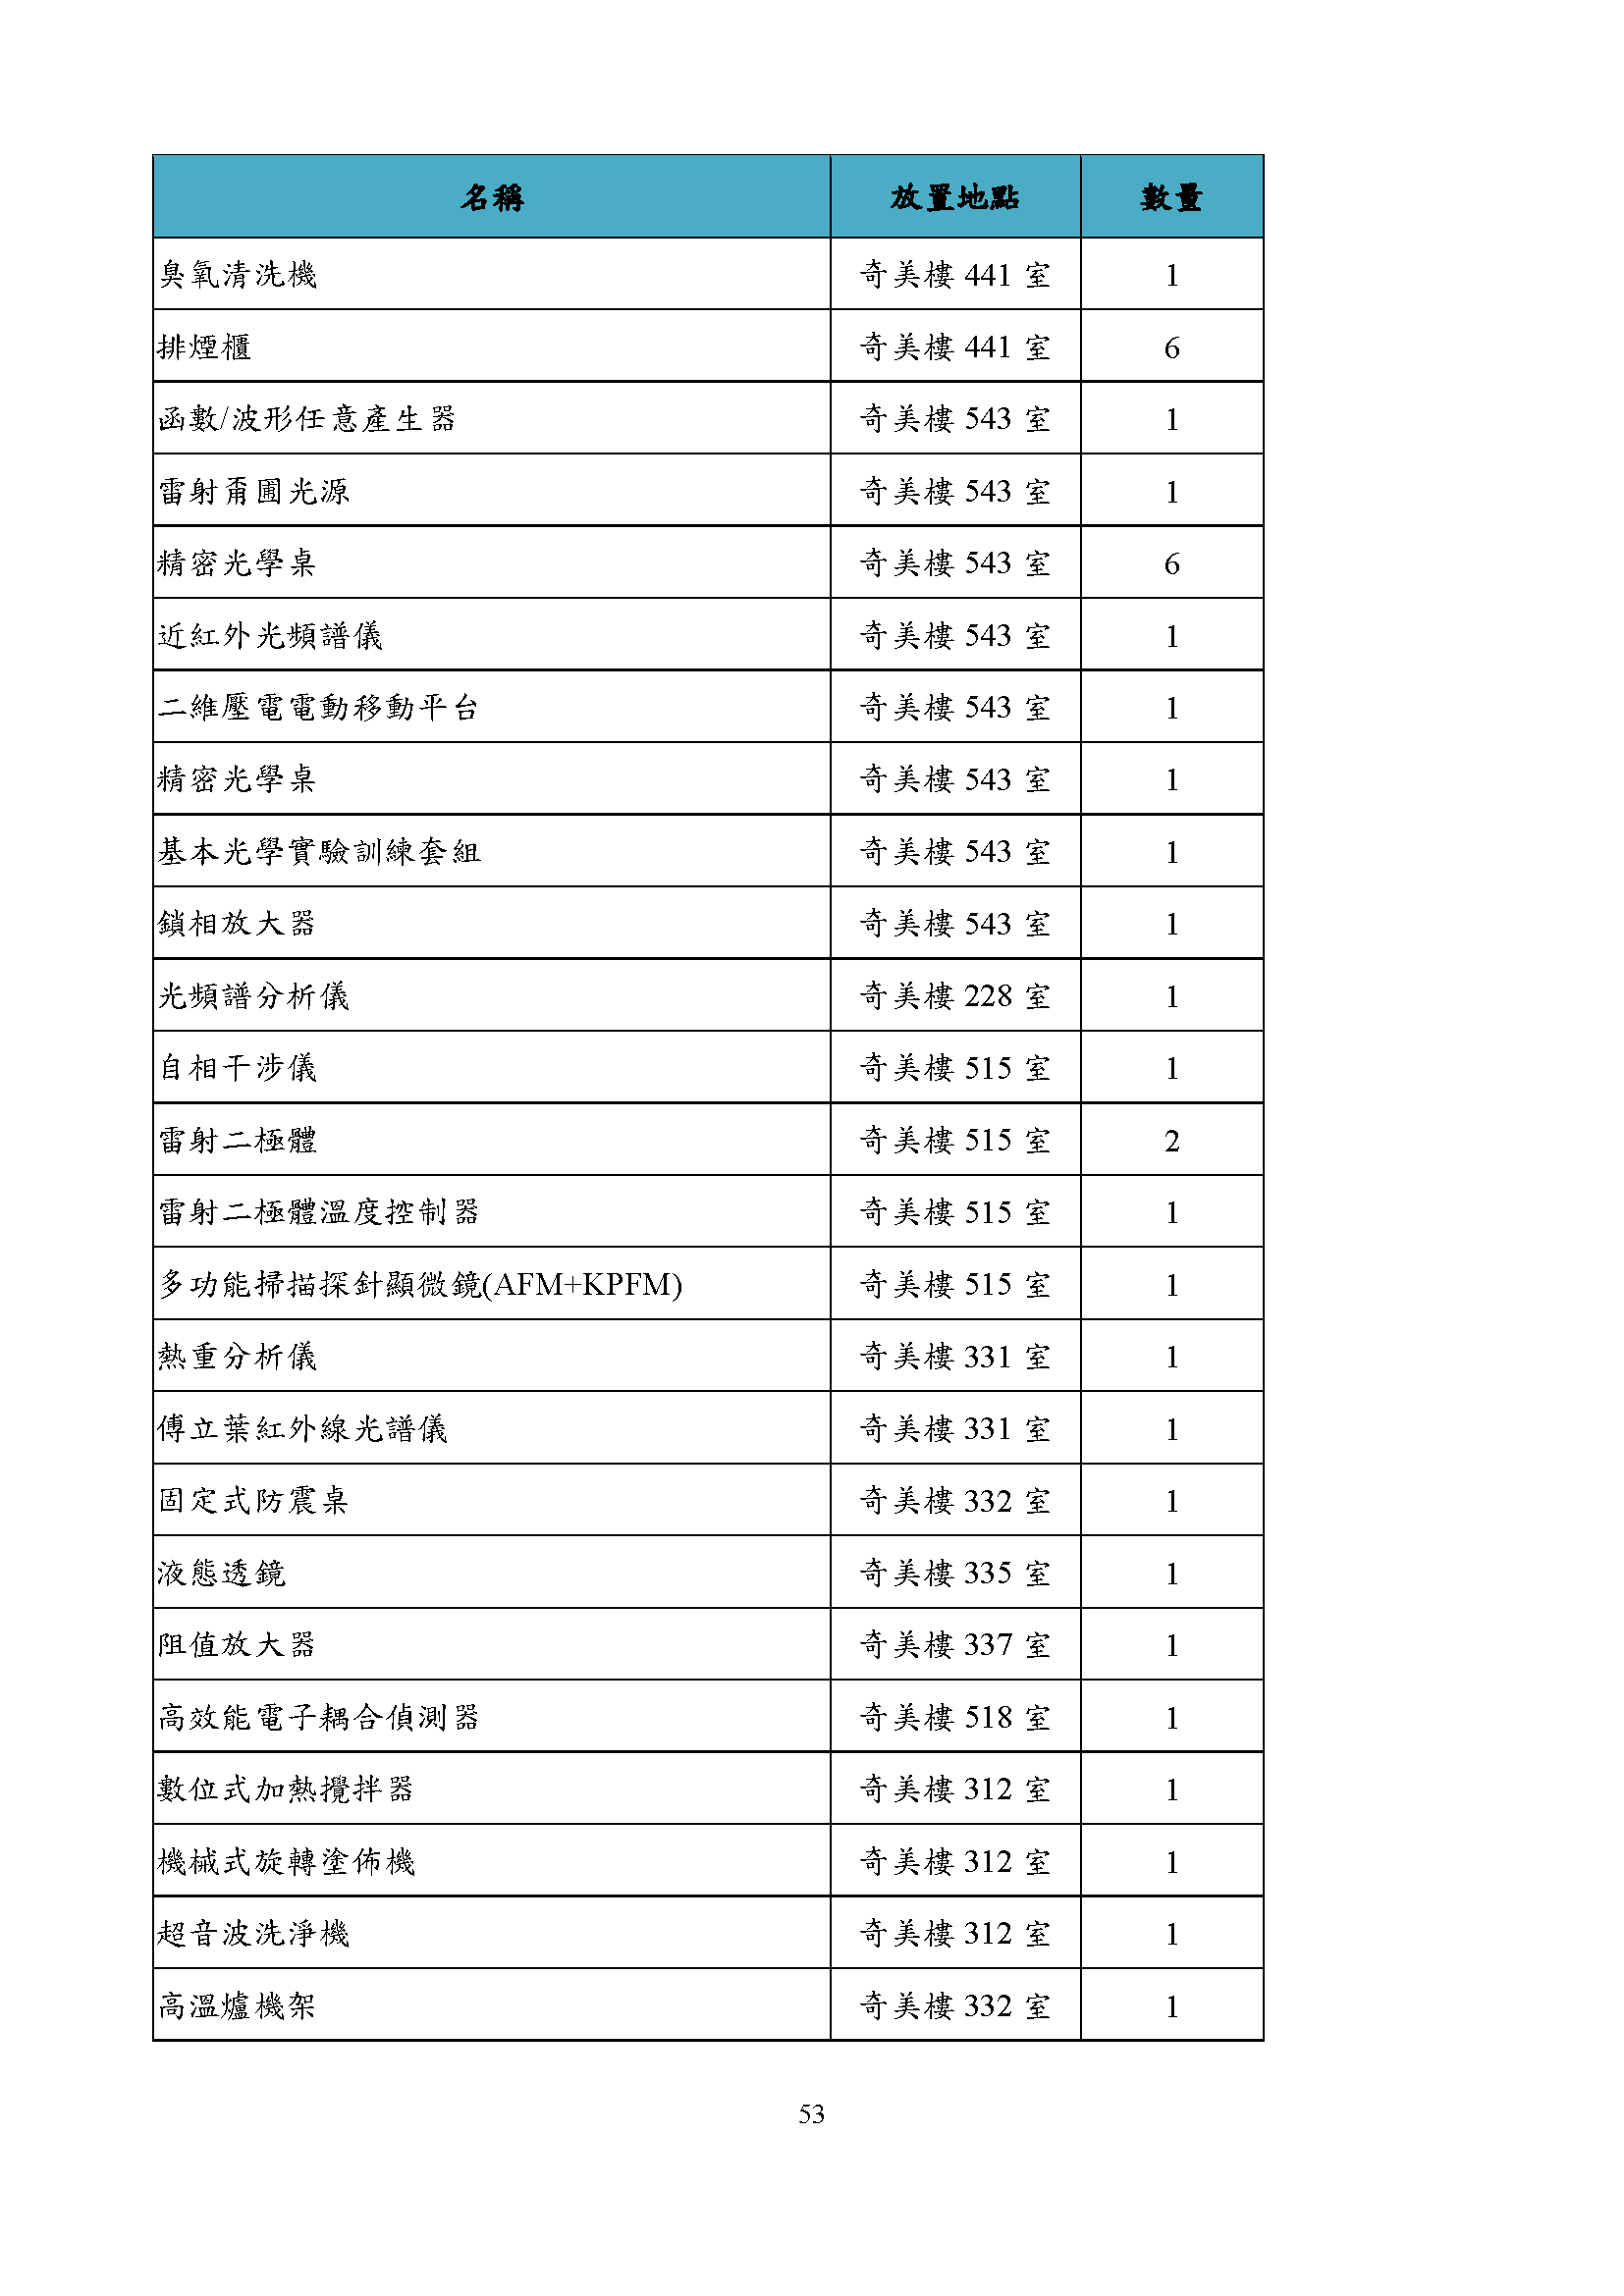 名稱 放置地點 數量
臭氧清洗機 奇美樓 441 室 1
排煙櫃 奇美樓 441 室 6
函數/波形任意產生器 奇美樓 543 室 1
雷射甭圃光源 奇美樓 543 室 1
精密光學桌 奇美樓 543 室 6
近紅外光頻譜儀 奇美樓 543 室 1
二維壓電電動移動平台 奇美樓 543 室 1
精密光學桌 奇美樓 543 室 1
基本光學實驗訓練套組 奇美樓 543 室 1
鎖相放大器 奇美樓 543 室 1
光頻譜分析儀 奇美樓 228 室 1
自相干涉儀 奇美樓 515 室 1
雷射二極體 奇美樓 515 室 2
雷射二極體溫度控制器 奇美樓 515 室 1
多功能掃描探針顯微鏡(AFM+KPFM) 奇美樓 515 室 1
熱重分析儀 奇美樓 331 室 1
傅立葉紅外線光譜儀 奇美樓 331 室 1
固定式防震桌 奇美樓 332 室 1
液態透鏡 奇美樓 335 室 1
阻值放大器 奇美樓 337 室 1
高效能電子耦合偵測器 奇美樓 518 室 1
數位式加熱攪拌器 奇美樓 312 室 1
機械式旋轉塗佈機 奇美樓 312 室 1
超音波洗淨機 奇美樓 312 室 1
高溫爐機架 奇美樓 332 室 1
53